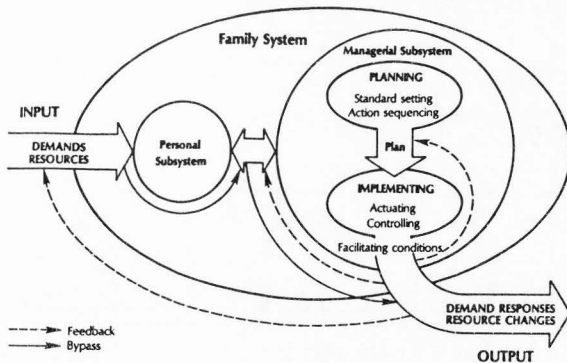 Family System
Managerial Subsystem
PLANNING
Standard setting
Action sequencing
INPUT
DEMANDS
RESOURCES
Personal
Subsystem
Plan
IMPLEMENTING
Actuating
Controlling
Facilitating conditions
DEMAND RESPONSES
RESOURCE CHANGES
OUTPUT
Feedback
Bypass